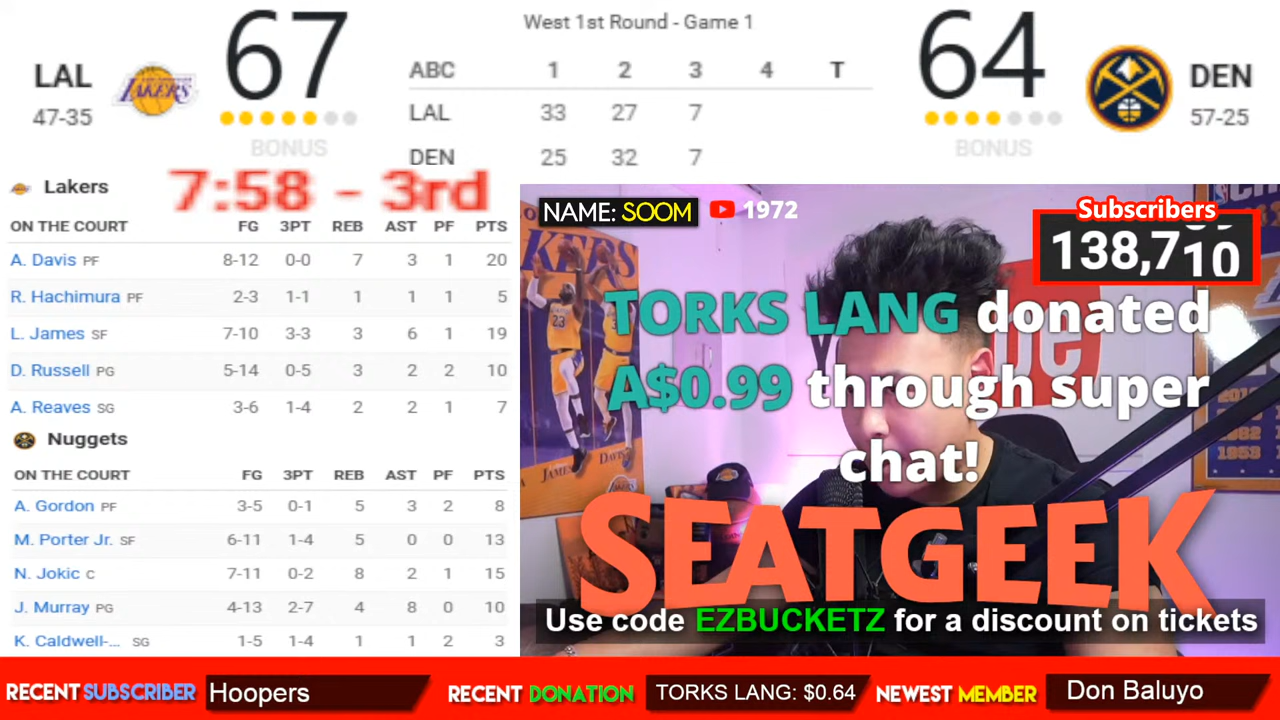 West 1st Round - Game 1
LAL 67 ABC 1 2 3 4 T 64 DEN
47-35 LAL 33 27 7 57-25
BONUS DEN 25 32 7 BONUS
Lakers 7:58 - 3rd
ON THE COURT FG 3PT REB AST PF PTS
A. Davis PF 8-12 0-0 7 3 1 20
R. Hachimura PF 2-3 1-1 1 1 1 5
L. James SF 7-10 3-3 3 6 1 19
D. Russell PG 5-14 0-5 3 2 2 10
A. Reaves SG 3-6 1-4 2 2 1 7
Nuggets
ON THE COURT FG 3PT REB AST PF PTS
A. Gordon PF 3-5 0-1 5 3 2 8
M. Porter Jr. SF 6-11 1-4 5 0 0 13
N. Jokic C 7-11 0-2 8 2 1 15
J. Murray PG 4-13 2-7 4 8 0 10
K. Caldwell-... SG 1-5 1-4 1 1 2 3
NAME: SOOM 1972
Subscribers
138,710
LAKERS
23
JAMES DAVIS
TORKS LANG donated
A$0.99 through super
chat!
SEATGEEK
Use code EZBUCKETZ for a discount on tickets
RECENT SUBSCRIBER Hoopers RECENT DONATION TORKS LANG: $0.64 NEWEST MEMBER Don Baluyo